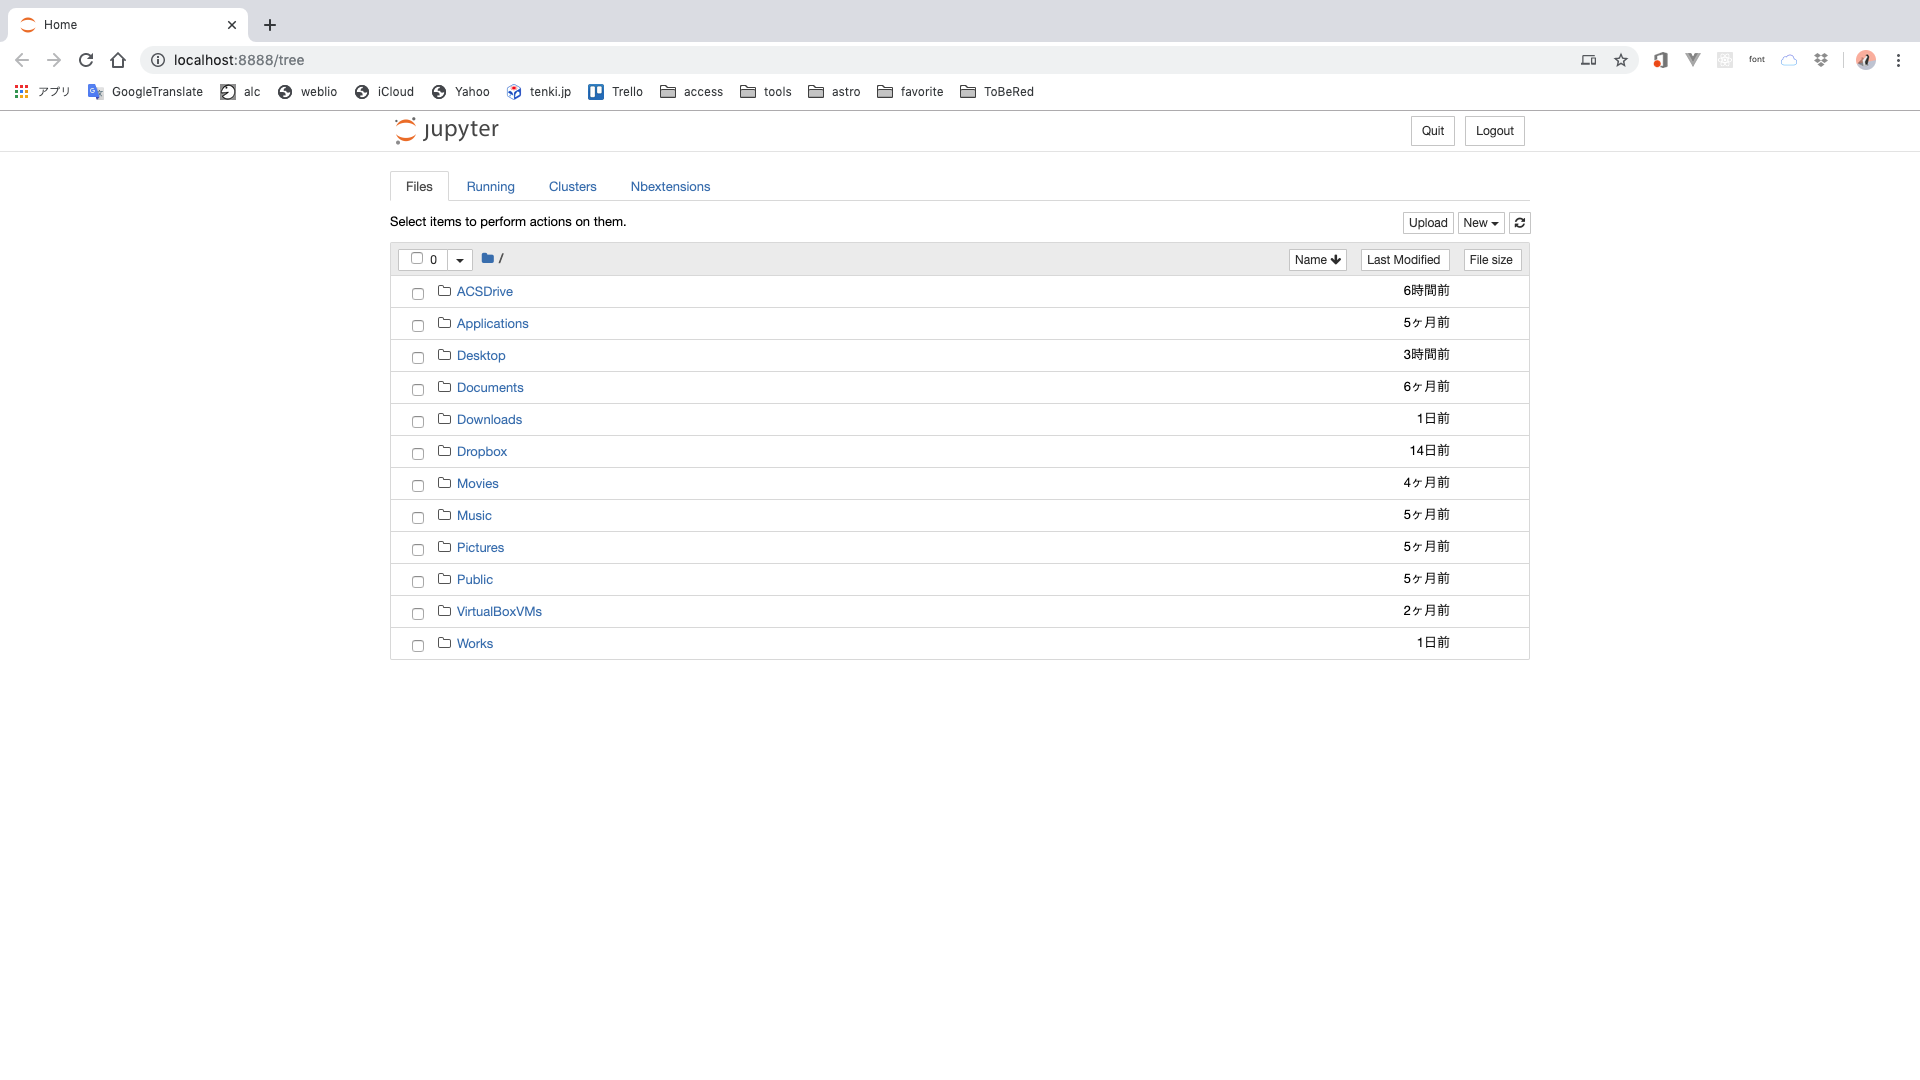 Home
localhost:8888/tree
font
アプリ GoogleTranslate alc weblio iCloud Yahoo tenki.jp Trello access tools astro favorite ToBeRed
jupyter
Quit Logout
Files Running Clusters Nbextensions
Select items to perform actions on them.
Upload New
0 / Name Last Modified File size
ACSDrive 6時間前
Applications 5ヶ月前
Desktop 3時間前
Documents 6ヶ月前
Downloads 1日前
Dropbox 14日前
Movies 4ヶ月前
Music 5ヶ月前
Pictures 5ヶ月前
Public 5ヶ月前
VirtualBoxVMs 2ヶ月前
Works 1日前